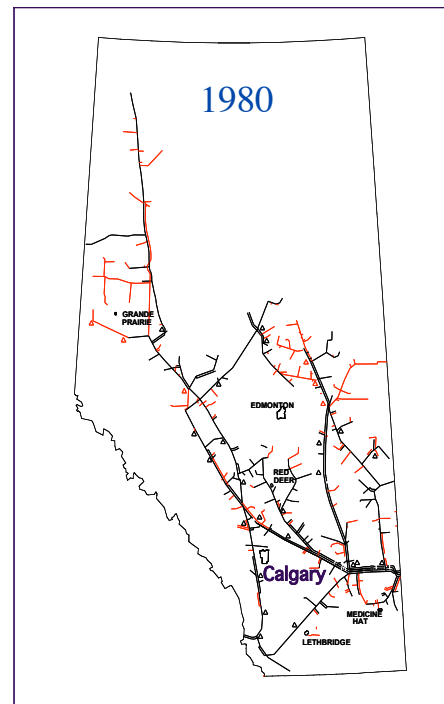 1980
GRANDE
PRAIRIE
EDMONTON
RED
DEER
Calgary
MEDICINE
HAT
LETHBRIDGE